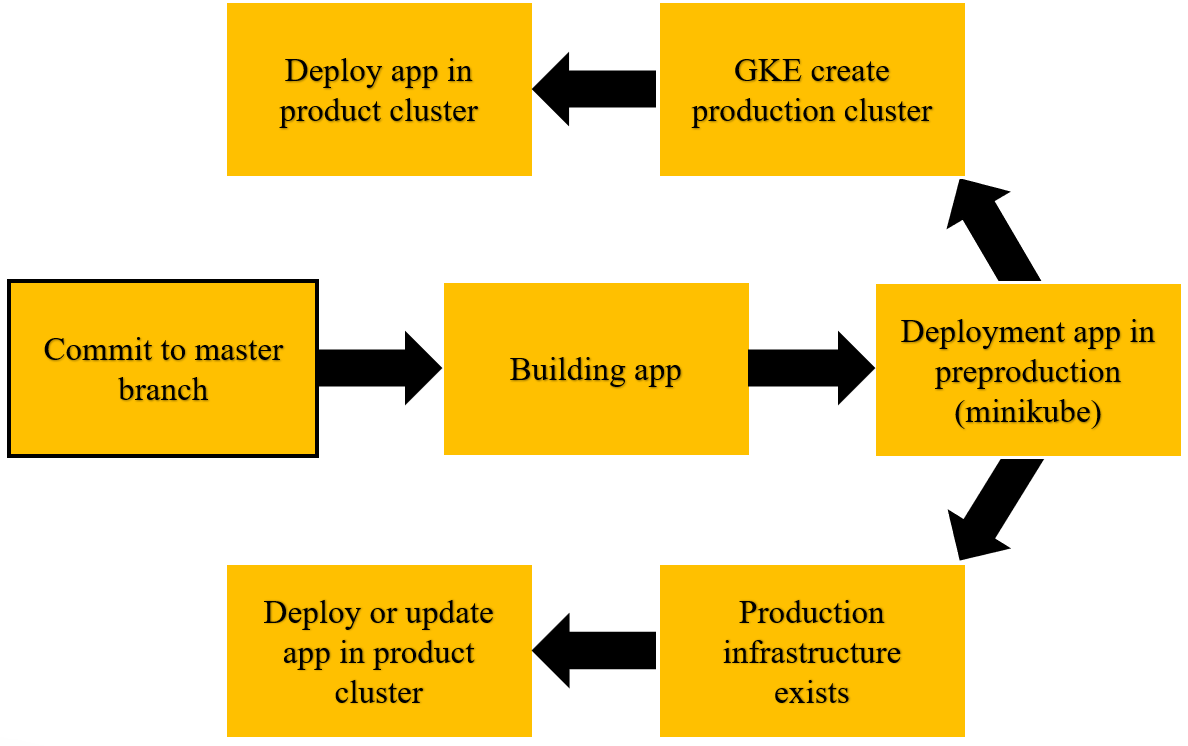 Deploy app in
product cluster
GKE create
production cluster
Commit to master
branch
Building app
Deployment app in
preproduction
(minikube)
Deploy or update
app in product
cluster
Production
infrastructure
exists